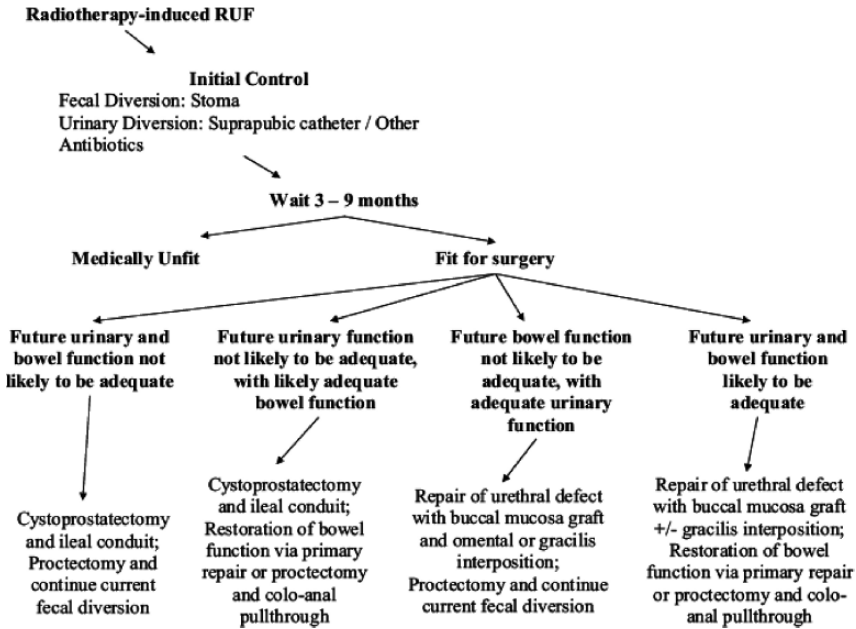 Radiotherapy-induced RUF
Initial Control
Fecal Diversion: Stoma
Urinary Diversion: Suprapubic catheter / Other
Antibiotics
Wait 3 – 9 months
Medically Unfit
Fit for surgery
Future urinary and
bowel function not
likely to be adequate
Future urinary function
not likely to be adequate,
with likely adequate
bowel function
Future bowel function
not likely to be
adequate, with
adequate urinary
function
Future urinary and
bowel function
likely to be
adequate
Cystoprostatectomy
and ileal conduit;
Proctectomy and
continue current
fecal diversion
Cystoprostatectomy
and ileal conduit;
Restoration of bowel
function via primary
repair or proctectomy
and colo-anal
pullthrough
Repair of urethral defect
with buccal mucosa graft
and omental or gracilis
interposition;
Proctectomy and continue
current fecal diversion
Repair of urethral defect
with buccal mucosa graft
+/- gracilis interposition;
Restoration of bowel
function via primary repair
or proctectomy and colo-
anal pullthrough